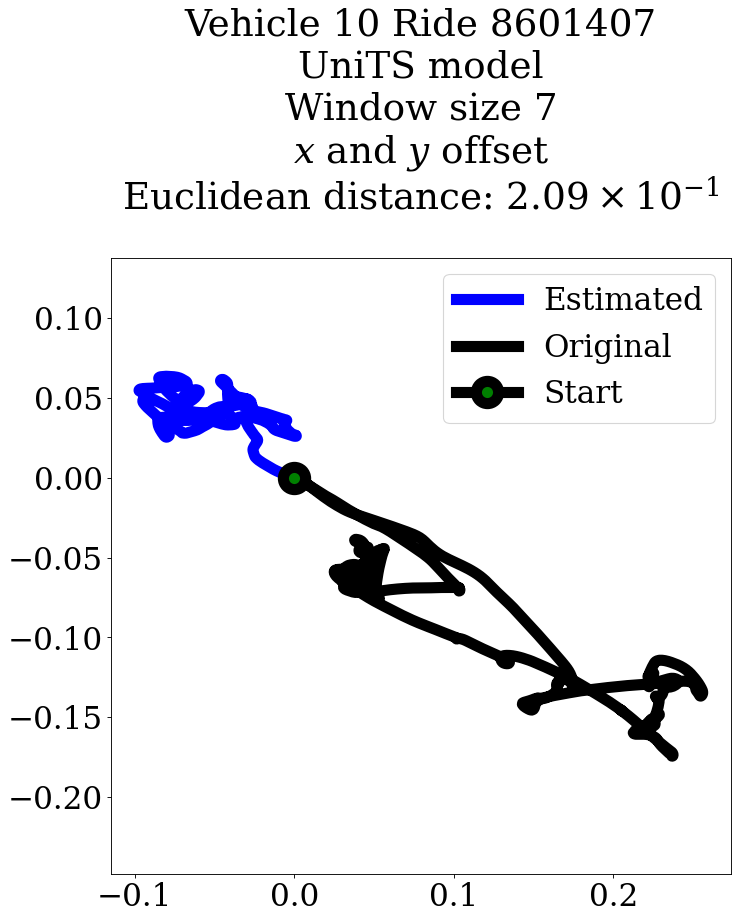 Vehicle 10 Ride 8601407
UniTS model
Window size 7
x and y offset
Euclidean distance: 2.09 × 10⁻¹
Estimated
Original
Start
0.10
0.05
0.00
−0.05
−0.10
−0.15
−0.20
−0.1 0.0 0.1 0.2